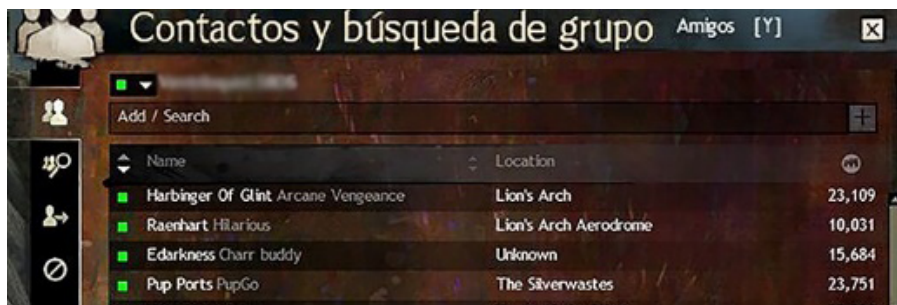 Contactos y búsqueda de grupo Amigos [Y]
Add / Search
Name Location
Harbinger Of Glint Arcane Vengeance Lion's Arch 23,109
Raenhart Hilarious Lion's Arch Aerodrome 10,031
Edarkness Charr buddy Unknown 15,684
Pup Ports PupGo The Silverwastes 23,751